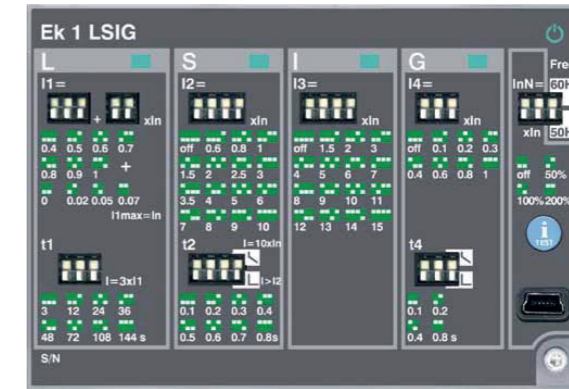 Ek 1 LSIG
L
I1=
+ xIn
0.4 0.5 0.6 0.7
0.8 0.9 1 +
0 0.02 0.05 0.07
I1max=In
t1
I=3xI1
3 12 24 36
48 72 108 144 s
S
I2=
xIn
off 0.6 0.8 1
1.5 2 2.5 3
3.5 4 5 6
7 8 9 10
t2 I=10xIn
I>I2
0.1 0.2 0.3 0.4
0.5 0.6 0.7 0.8s
I
I3=
xIn
off 1.5 2 3
4 5 6 7
8 9 10 11
12 13 14 15
G
I4=
xIn
off 0.1 0.2 0.3
0.4 0.6 0.8 1
t4
0.1 0.2
0.4 0.8 s
Fre
InN= 60H
xIn 50H
off 50%
100% 200%
i
TEST
S/N